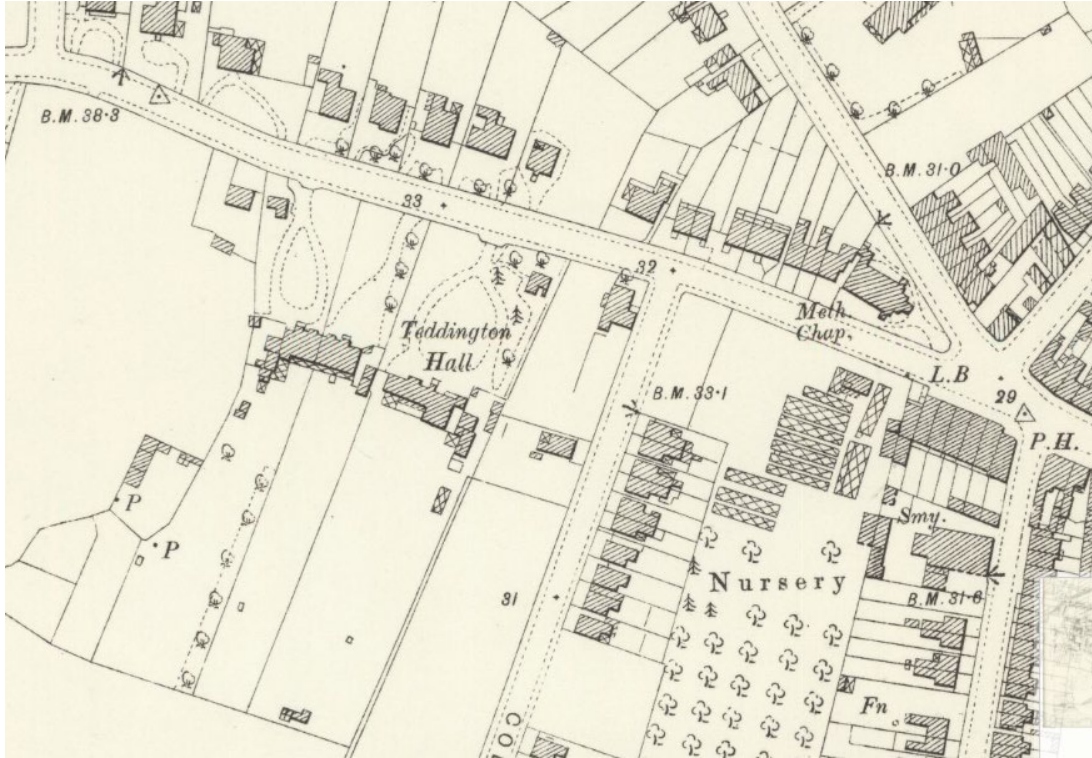 B.M. 38·3
33
B.M. 31·0
32
Teddington
Hall
Meth.
Chap.
L.B
29
B.M. 33·1
P.H.
P
P
Smy.
Nursery
31
B.M. 31·6
Fn
CO